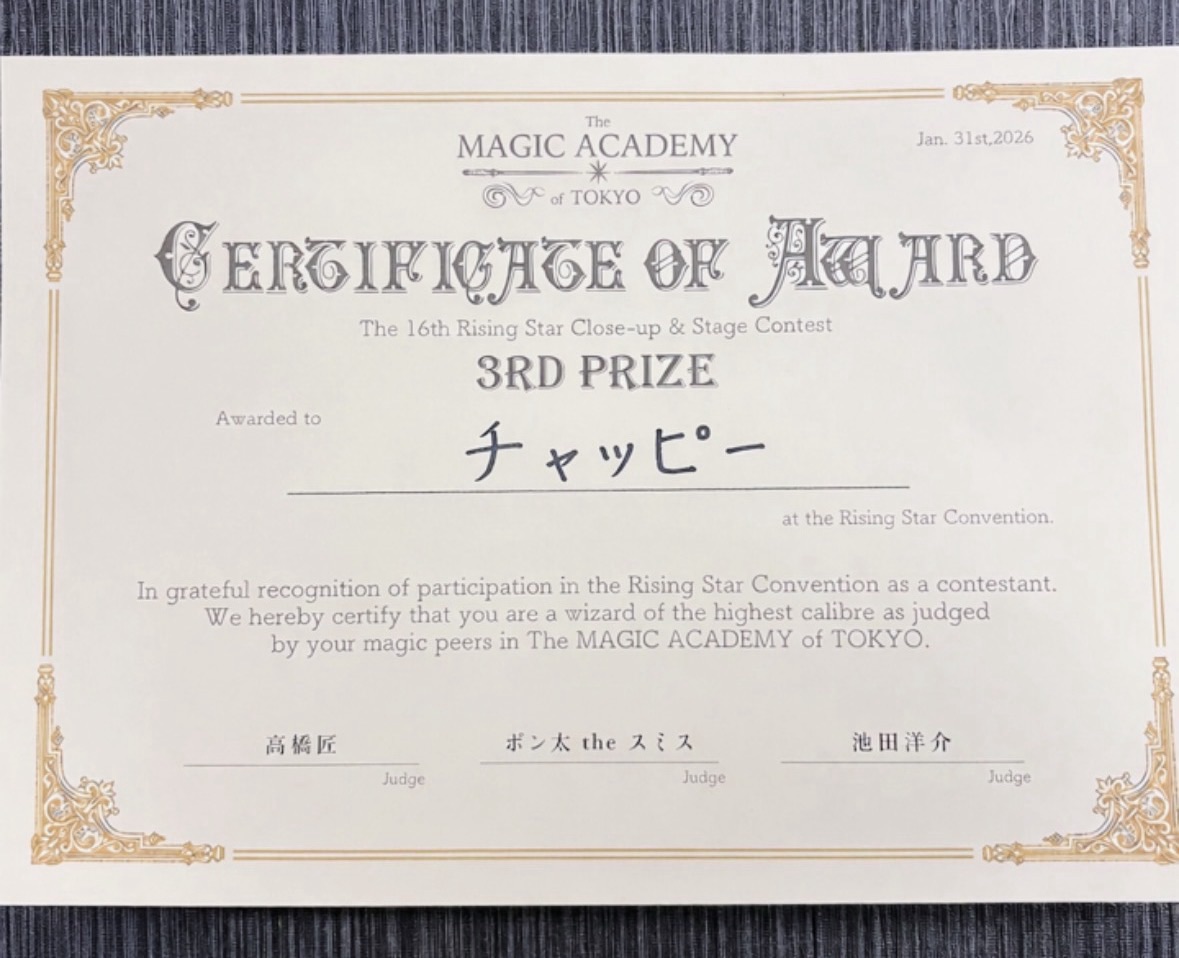 The
MAGIC ACADEMY
of TOKYO
Jan. 31st,2026
CERTIFICATE OF AWARD
The 16th Rising Star Close-up & Stage Contest
3RD PRIZE
Awarded to
チャッピー
at the Rising Star Convention.
In grateful recognition of participation in the Rising Star Convention as a contestant.
We hereby certify that you are a wizard of the highest calibre as judged
by your magic peers in The MAGIC ACADEMY of TOKYO.
高橋匠 ポン太 the スミス 池田洋介
Judge Judge Judge